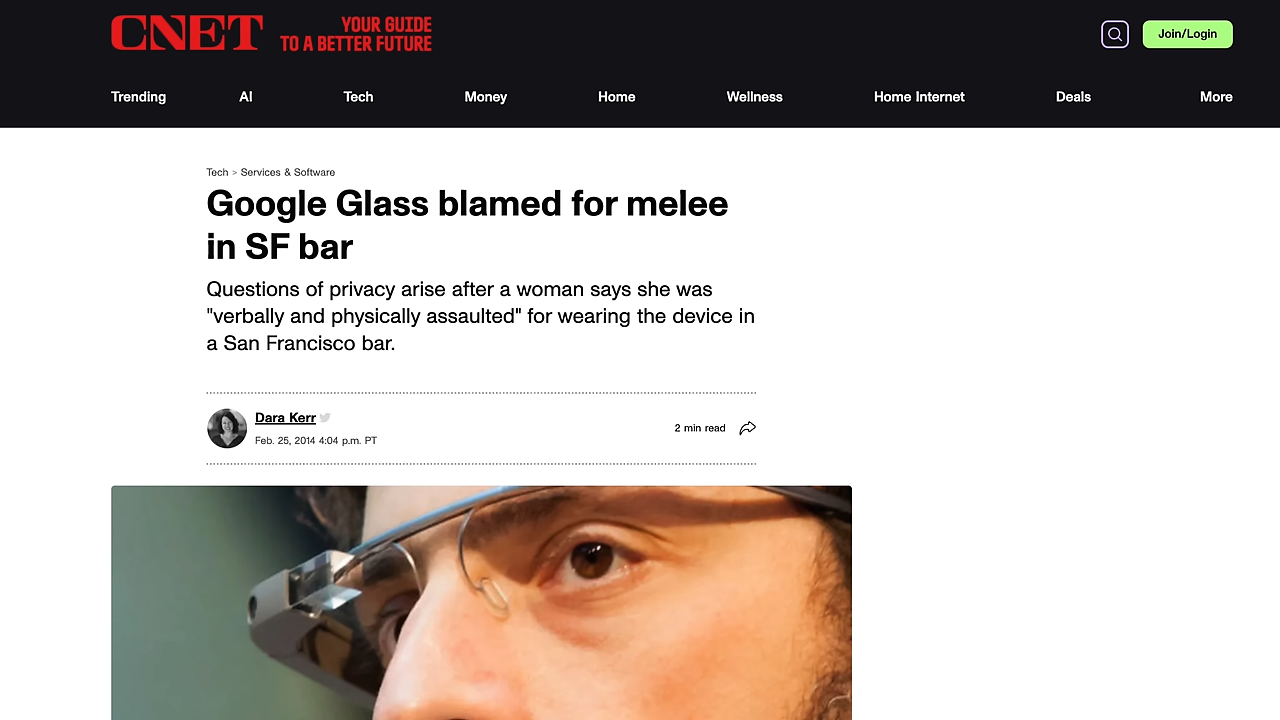 CNET
YOUR GUIDE
TO A BETTER FUTURE
Join/Login
Trending
AI
Tech
Money
Home
Wellness
Home Internet
Deals
More
Tech > Services & Software
Google Glass blamed for melee
in SF bar
Questions of privacy arise after a woman says she was
"verbally and physically assaulted" for wearing the device in
a San Francisco bar.
Dara Kerr
Feb. 25, 2014 4:04 p.m. PT
2 min read